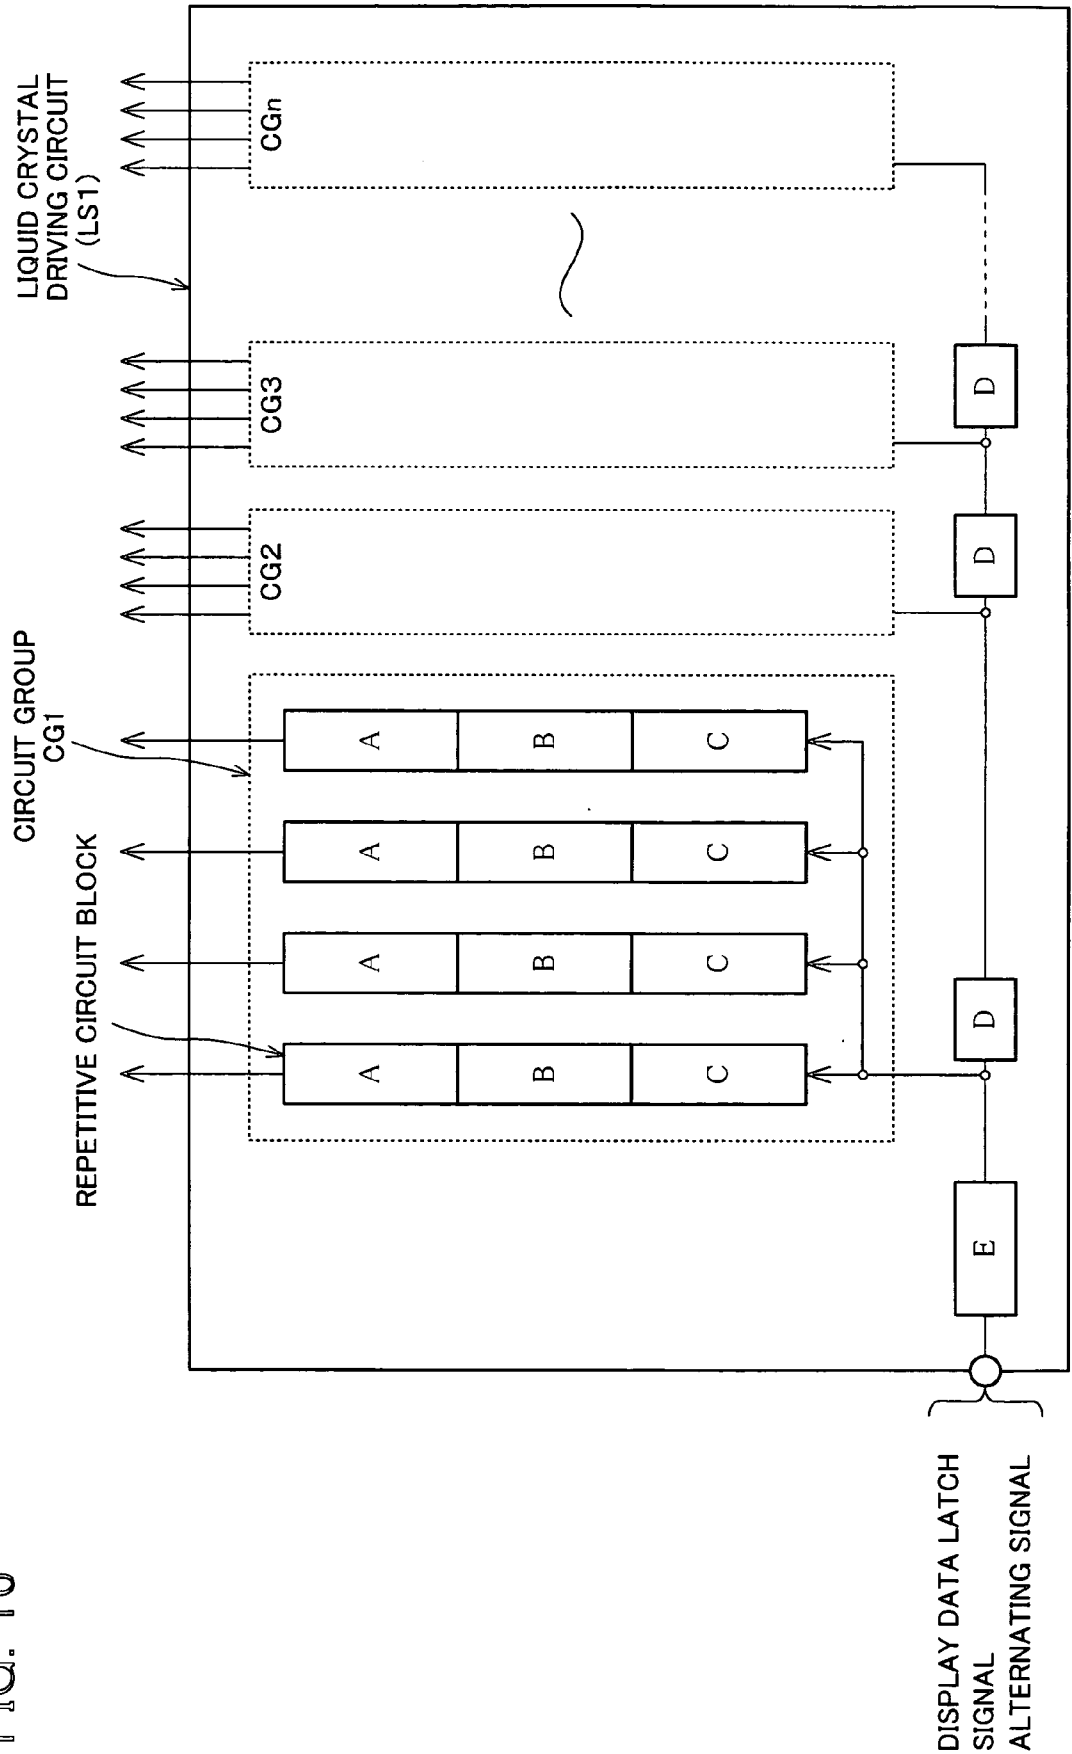 FIG.
CIRCUIT GROUP
CG1
LIQUID CRYSTAL
DRIVING CIRCUIT
(LS1)
REPETITIVE CIRCUIT BLOCK
CG2
CG3
CGn
A
A
A
A
B
B
B
B
C
C
C
C
E
D
D
D
DISPLAY DATA LATCH
SIGNAL
ALTERNATING SIGNAL